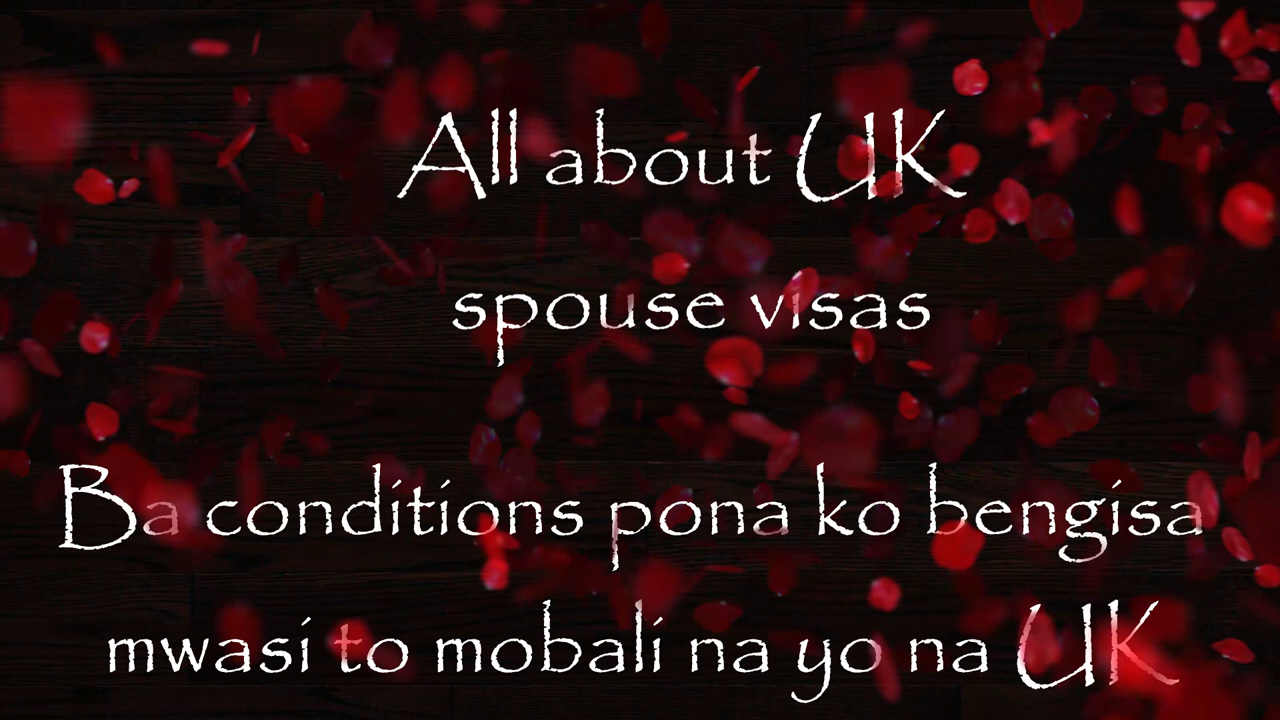 All about UK
spouse visas
Ba conditions pona ko bengisa
mwasi to mobali na yo na UK